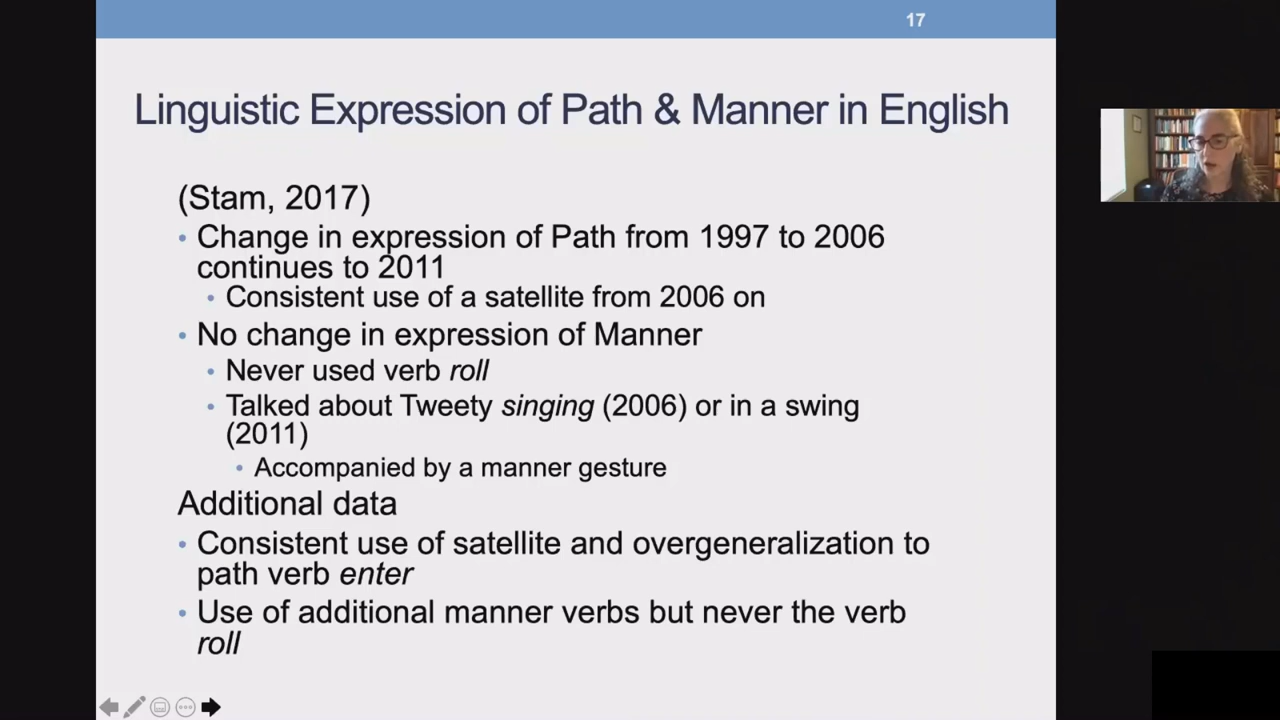 17
Linguistic Expression of Path & Manner in English
(Stam, 2017)
• Change in expression of Path from 1997 to 2006
continues to 2011
• Consistent use of a satellite from 2006 on
• No change in expression of Manner
• Never used verb roll
• Talked about Tweety singing (2006) or in a swing
(2011)
• Accompanied by a manner gesture
Additional data
• Consistent use of satellite and overgeneralization to
path verb enter
• Use of additional manner verbs but never the verb
roll